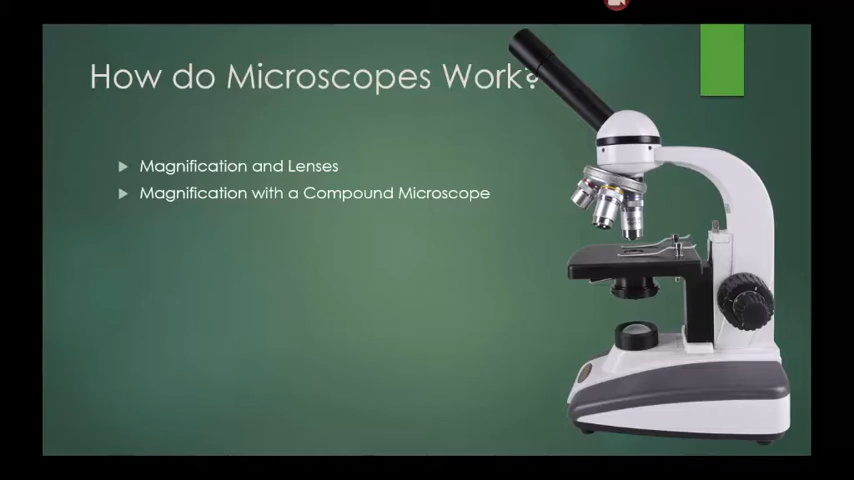 How do Microscopes Work?
Magnification and Lenses
Magnification with a Compound Microscope